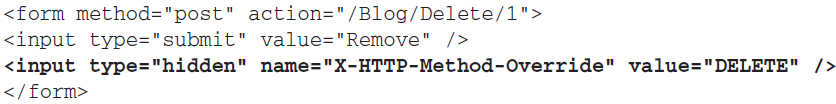 <form method="post" action="/Blog/Delete/1">
<input type="submit" value="Remove" />
<input type="hidden" name="X-HTTP-Method-Override" value="DELETE" />
</form>